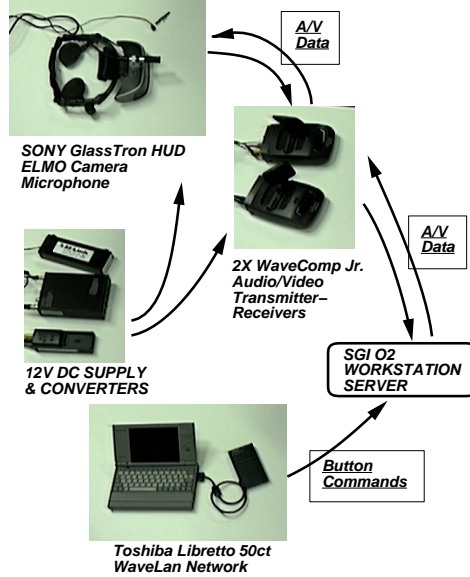 A/V
Data
SONY GlassTron HUD
ELMO Camera
Microphone
2X WaveComp Jr.
Audio/Video
Transmitter–
Receivers
A/V
Data
12V DC SUPPLY
& CONVERTERS
SGI O2
WORKSTATION
SERVER
Button
Commands
Toshiba Libretto 50ct
WaveLan Network